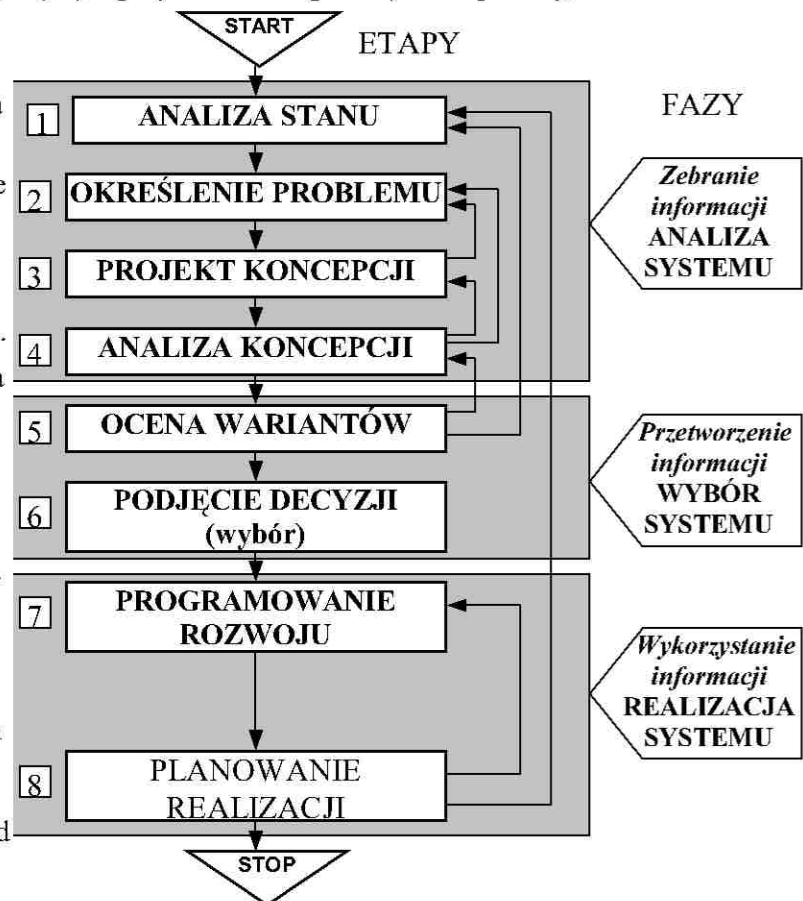 START
ETAPY
FAZY
1
ANALIZA STANU
2
OKREŚLENIE PROBLEMU
3
PROJEKT KONCEPCJI
4
ANALIZA KONCEPCJI
Zebranie
informacji
ANALIZA
SYSTEMU
5
OCENA WARIANTÓW
6
PODJĘCIE DECYZJI
(wybór)
Przetworzenie
informacji
WYBÓR
SYSTEMU
7
PROGRAMOWANIE
ROZWOJU
8
PLANOWANIE
REALIZACJI
Wykorzystanie
informacji
REALIZACJA
SYSTEMU
STOP